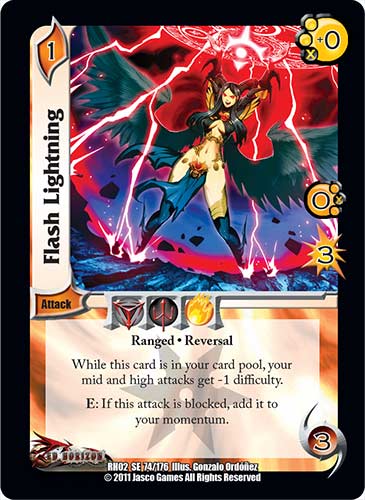 1
+0
Flash Lightning
0
3
Attack
Ranged • Reversal
While this card is in your card pool, your
mid and high attacks get -1 difficulty.
E: If this attack is blocked, add it to
your momentum.
3
RED HORIZON
RH02 SE 74/176 Illus. Gonzalo Ordóñez
© 2011 Jasco Games All Rights Reserved